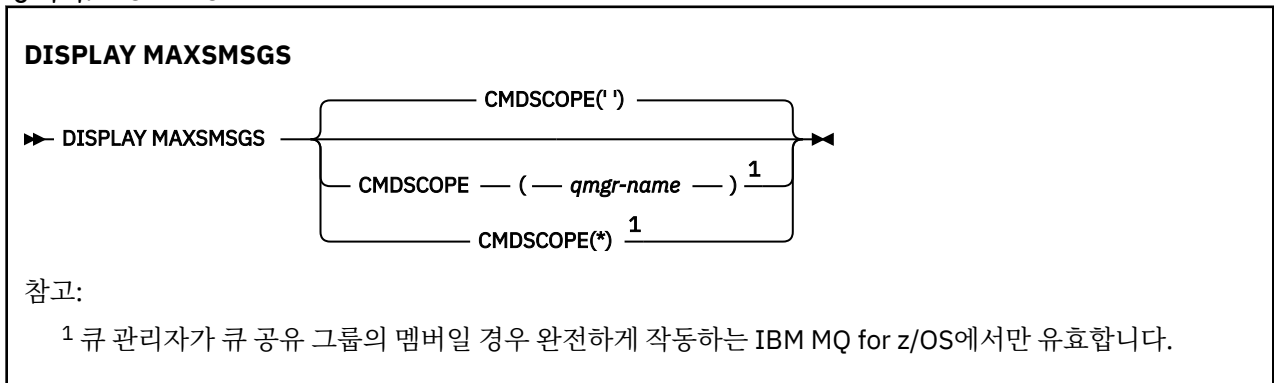 DISPLAY MAXSMSGS
CMDSCOPE(' ')
DISPLAY MAXSMSGS
CMDSCOPE ( qmgr-name ) 1
CMDSCOPE(*) 1
참고:
1 큐 관리자가 큐 공유 그룹의 멤버일 경우 완전하게 작동하는 IBM MQ for z/OS에서만 유효합니다.